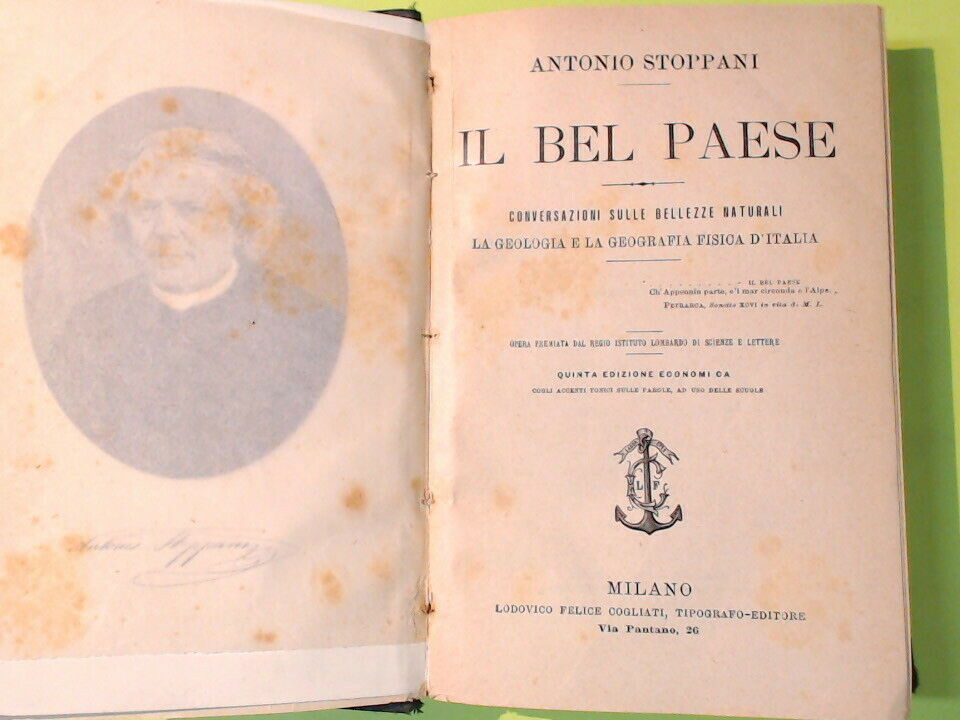 Antonio Stoppani
ANTONIO STOPPANI
IL BEL PAESE
CONVERSAZIONI SULLE BELLEZZE NATURALI
LA GEOLOGIA E LA GEOGRAFIA FISICA D'ITALIA
IL BEL PAESE
Ch'Appennin parte, e'l mar circonda e l'Alpe.
PETRARCA, Sonetto XCVI in vita di M. L.
OPERA PREMIATA DAL REGIO ISTITUTO LOMBARDO DI SCIENZE E LETTERE
QUINTA EDIZIONE ECONOMICA
COGLI ACCENTI TONICI SULLE PAROLE, AD USO DELLE SCUOLE
L C F
MILANO
LODOVICO FELICE COGLIATI, TIPOGRAFO-EDITORE
Via Pantano, 26